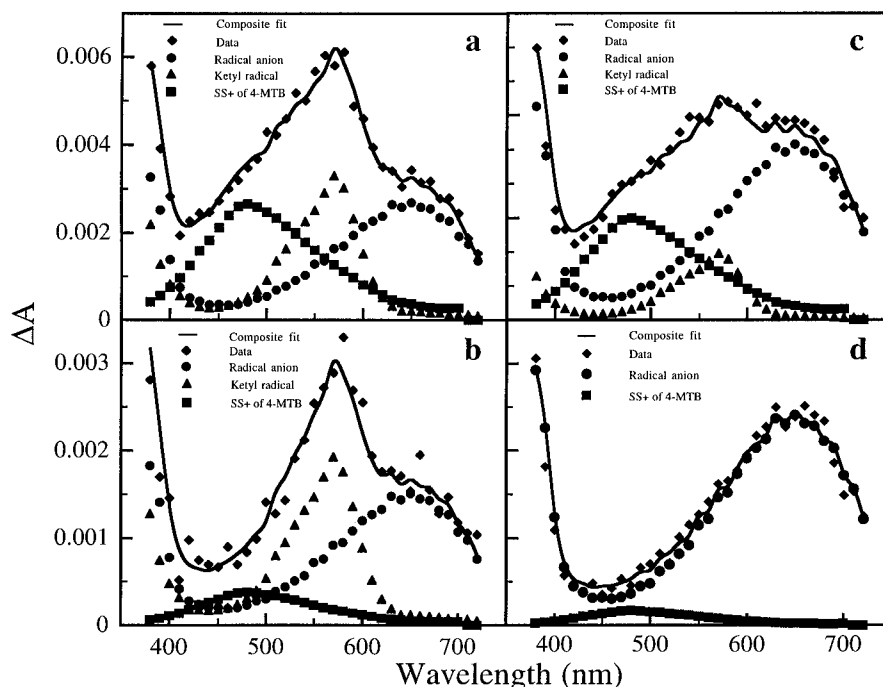 Composite fit
Data
Radical anion
Ketyl radical
SS+ of 4-MTB
a
Composite fit
Data
Radical anion
Ketyl radical
SS+ of 4-MTB
c
0.006
0.004
0.002
0
ΔA
Composite fit
Data
Radical anion
Ketyl radical
SS+ of 4-MTB
b
Composite fit
Data
Radical anion
SS+ of 4-MTB
d
0.003
0.002
0.001
0
400 500 600 700 400 500 600 700
Wavelength (nm)